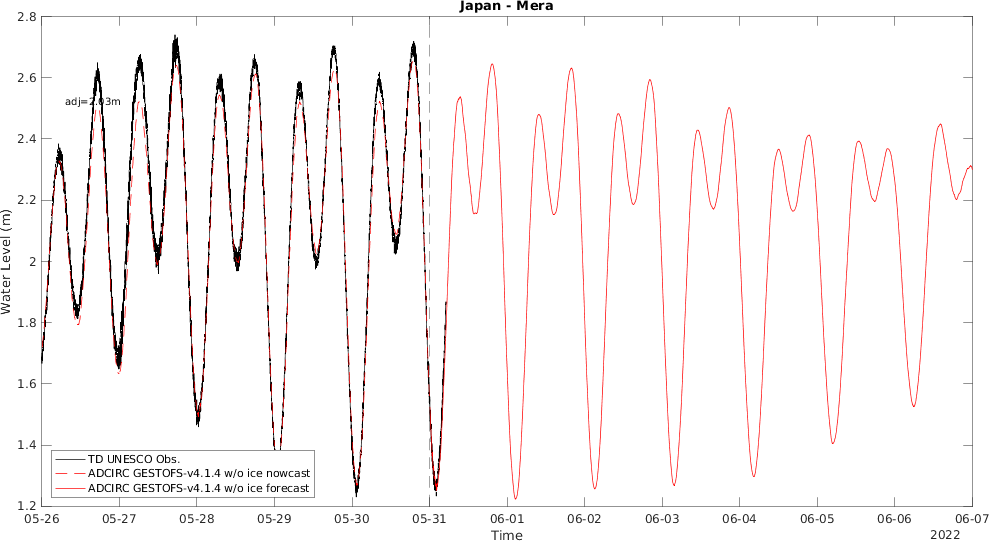 Japan - Mera
2.8
2.6
2.4
2.2
2
1.8
1.6
1.4
1.2
Water Level (m)
adj=2.03m
TD UNESCO Obs.
ADCIRC GESTOFS-v4.1.4 w/o ice nowcast
ADCIRC GESTOFS-v4.1.4 w/o ice forecast
05-26 05-27 05-28 05-29 05-30 05-31 06-01 06-02 06-03 06-04 06-05 06-06 06-07
Time
2022